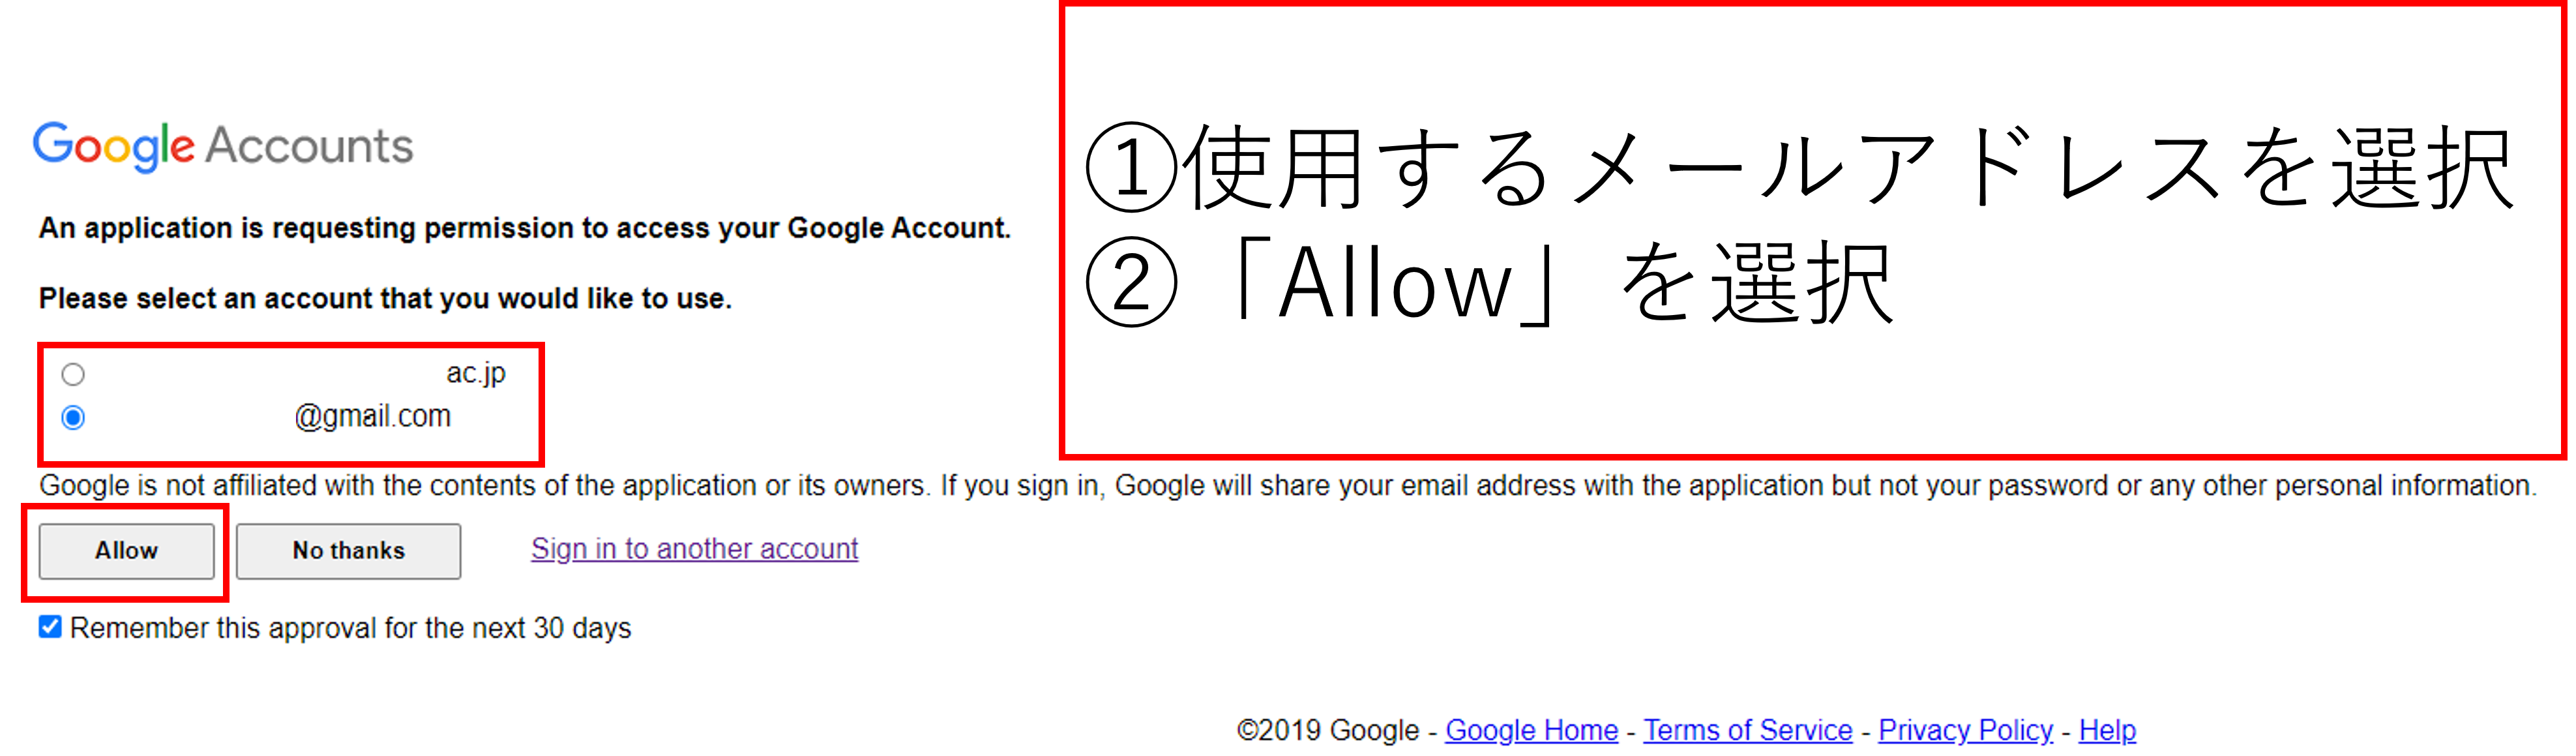 Google Accounts
①使用するメールアドレスを選択
②「Allow」を選択
An application is requesting permission to access your Google Account.
Please select an account that you would like to use.
ac.jp
@gmail.com
Google is not affiliated with the contents of the application or its owners. If you sign in, Google will share your email address with the application but not your password or any other personal information.
Allow No thanks Sign in to another account
Remember this approval for the next 30 days
©2019 Google - Google Home - Terms of Service - Privacy Policy - Help